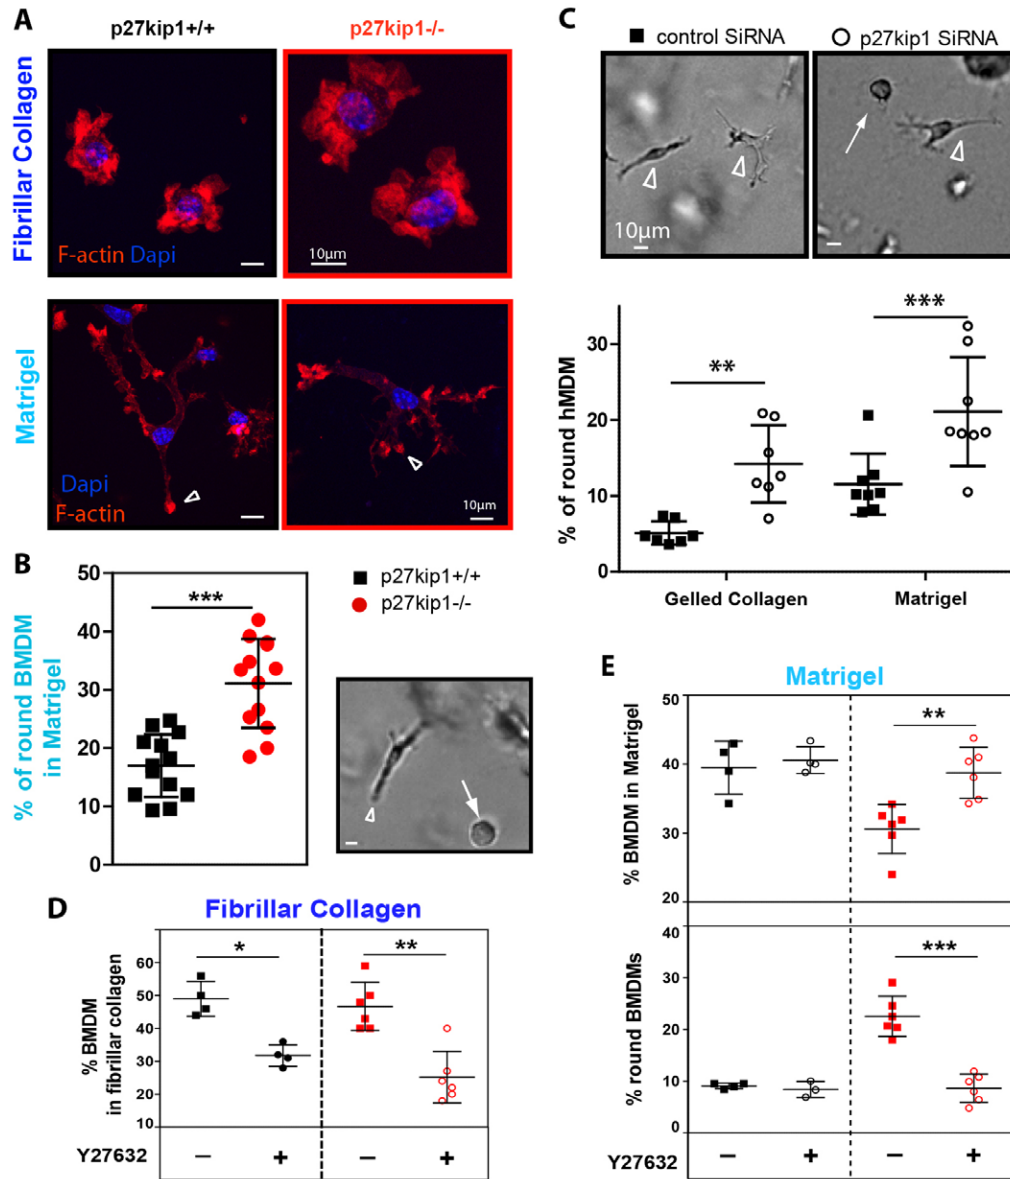 A
p27kip1+/+
p27kip1-/-
Fibrillar Collagen
F-actin Dapi
10µm
Matrigel
Dapi
F-actin
10µm
B
% of round BMDM
in Matrigel
50
40
30
20
10
0
***
p27kip1+/+
p27kip1-/-
C
control SiRNA
p27kip1 SiRNA
10µm
% of round hMDM
30
20
10
0
**
***
Gelled Collagen
Matrigel
D
Fibrillar Collagen
% BMDM
in fibrillar collagen
60
50
40
30
20
10
*
**
Y27632
– + – +
E
Matrigel
% BMDM in Matrigel
50
40
30
20
**
% round BMDMs
40
30
20
10
0
***
Y27632
– + – +